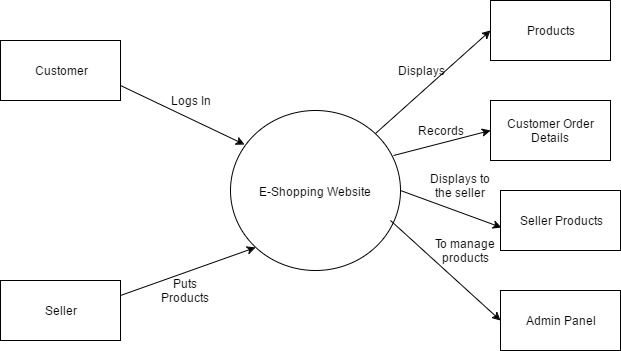 Products
Customer
Displays
Logs In
Records
Customer Order
Details
E-Shopping Website
Displays to
the seller
Seller Products
To manage
products
Puts
Products
Seller
Admin Panel